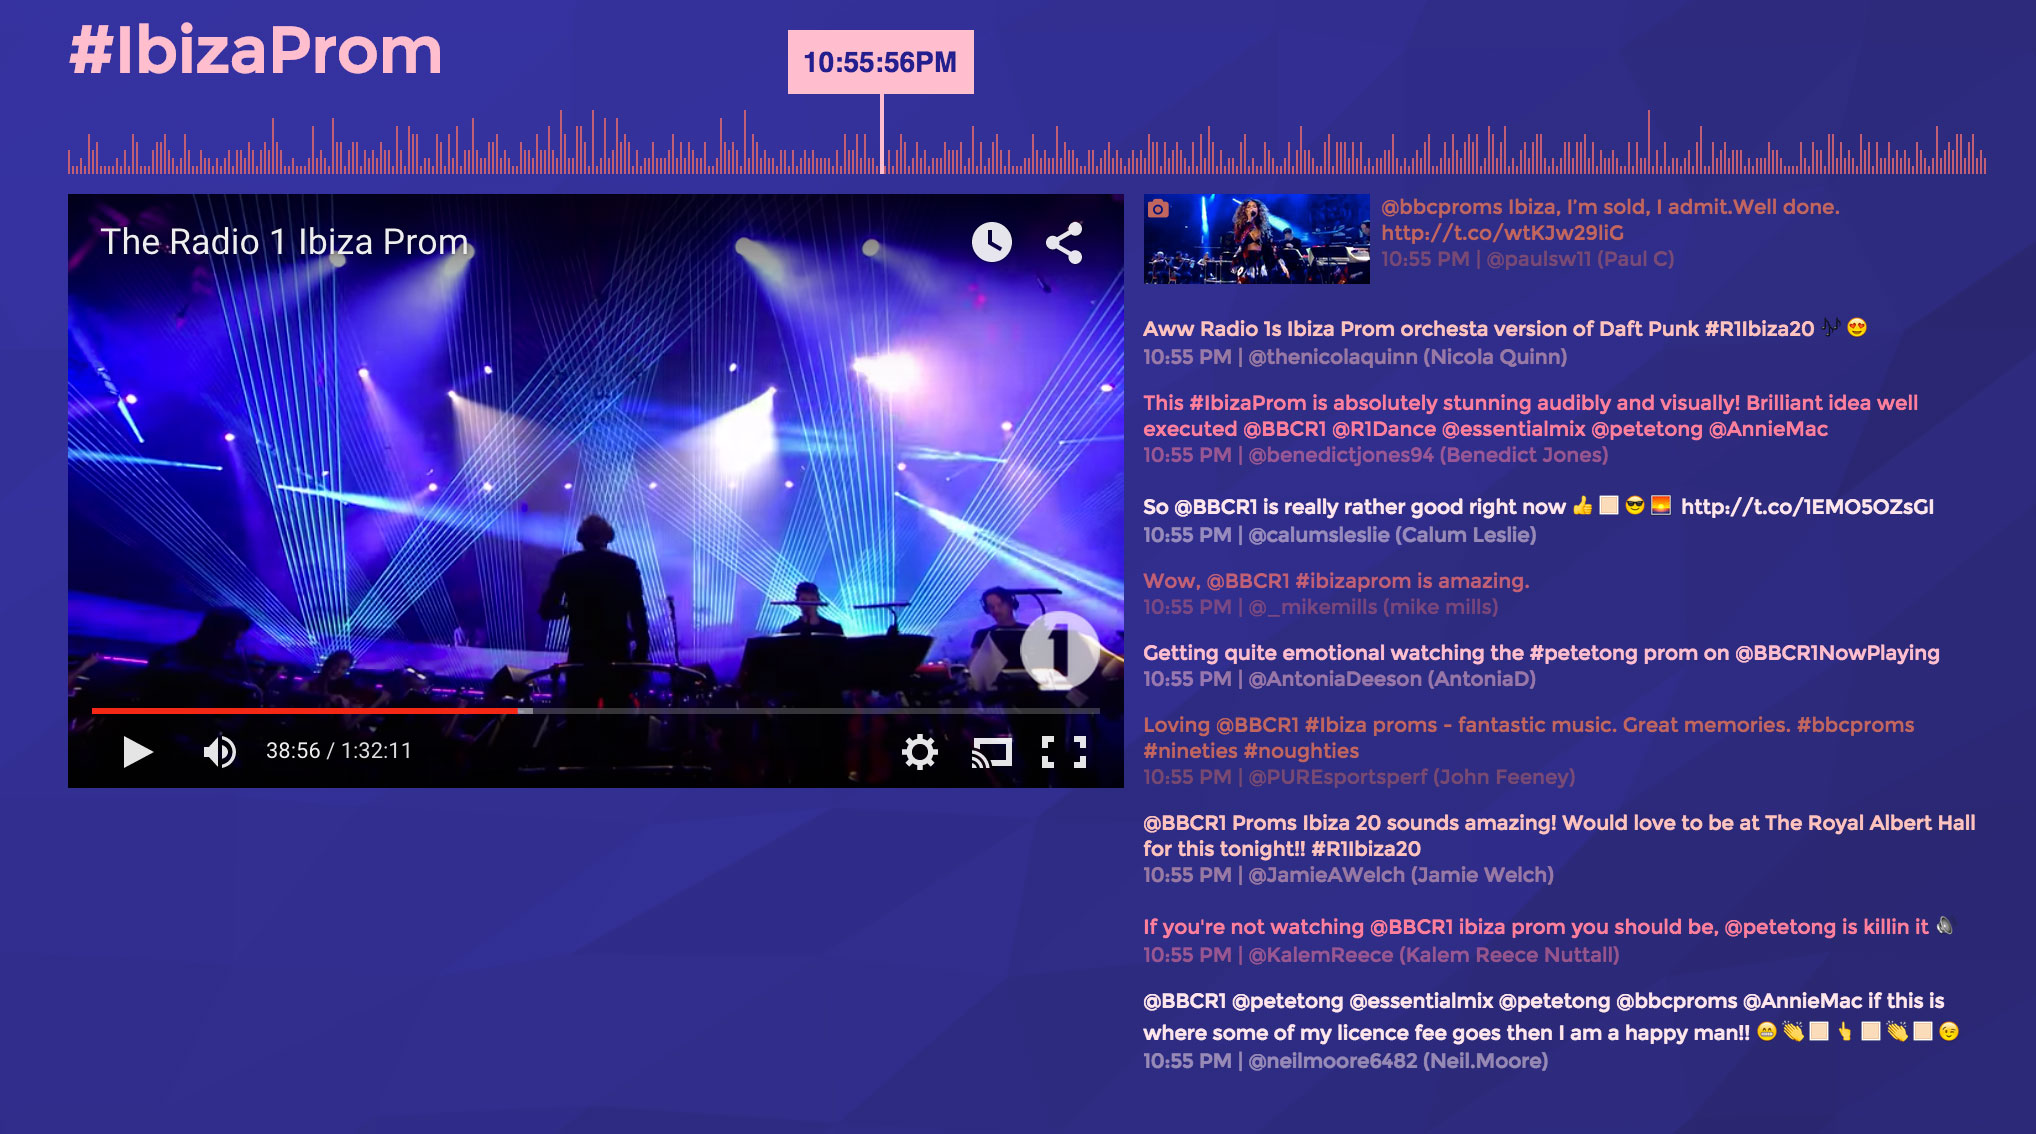 #IbizaProm
10:55:56PM
The Radio 1 Ibiza Prom
1
38:56 / 1:32:11
@bbcproms Ibiza, I’m sold, I admit.Well done.
http://t.co/wtKJw29liG
10:55 PM | @paulsw11 (Paul C)
Aww Radio 1s Ibiza Prom orchesta version of Daft Punk #R1Ibiza20 🎶 😍
10:55 PM | @thenicolaquinn (Nicola Quinn)
This #IbizaProm is absolutely stunning audibly and visually! Brilliant idea well
executed @BBCR1 @R1Dance @essentialmix @petetong @AnnieMac
10:55 PM | @benedictjones94 (Benedict Jones)
So @BBCR1 is really rather good right now 👍🏻 😎 🌅 http://t.co/1EMO5OZsGI
10:55 PM | @calumsleslie (Calum Leslie)
Wow, @BBCR1 #ibizaprom is amazing.
10:55 PM | @_mikemills (mike mills)
Getting quite emotional watching the #petetong prom on @BBCR1NowPlaying
10:55 PM | @AntoniaDeeson (AntoniaD)
Loving @BBCR1 #Ibiza proms - fantastic music. Great memories. #bbcproms
#nineties #noughties
10:55 PM | @PUREsportsperf (John Feeney)
@BBCR1 Proms Ibiza 20 sounds amazing! Would love to be at The Royal Albert Hall
for this tonight!! #R1Ibiza20
10:55 PM | @JamieAWelch (Jamie Welch)
If you're not watching @BBCR1 ibiza prom you should be, @petetong is killin it 🔊
10:55 PM | @KalemReece (Kalem Reece Nuttall)
@BBCR1 @petetong @essentialmix @petetong @bbcproms @AnnieMac if this is
where some of my licence fee goes then I am a happy man!! 😁 👏🏻 👆🏻 👏🏻 😉
10:55 PM | @neilmoore6482 (Neil.Moore)